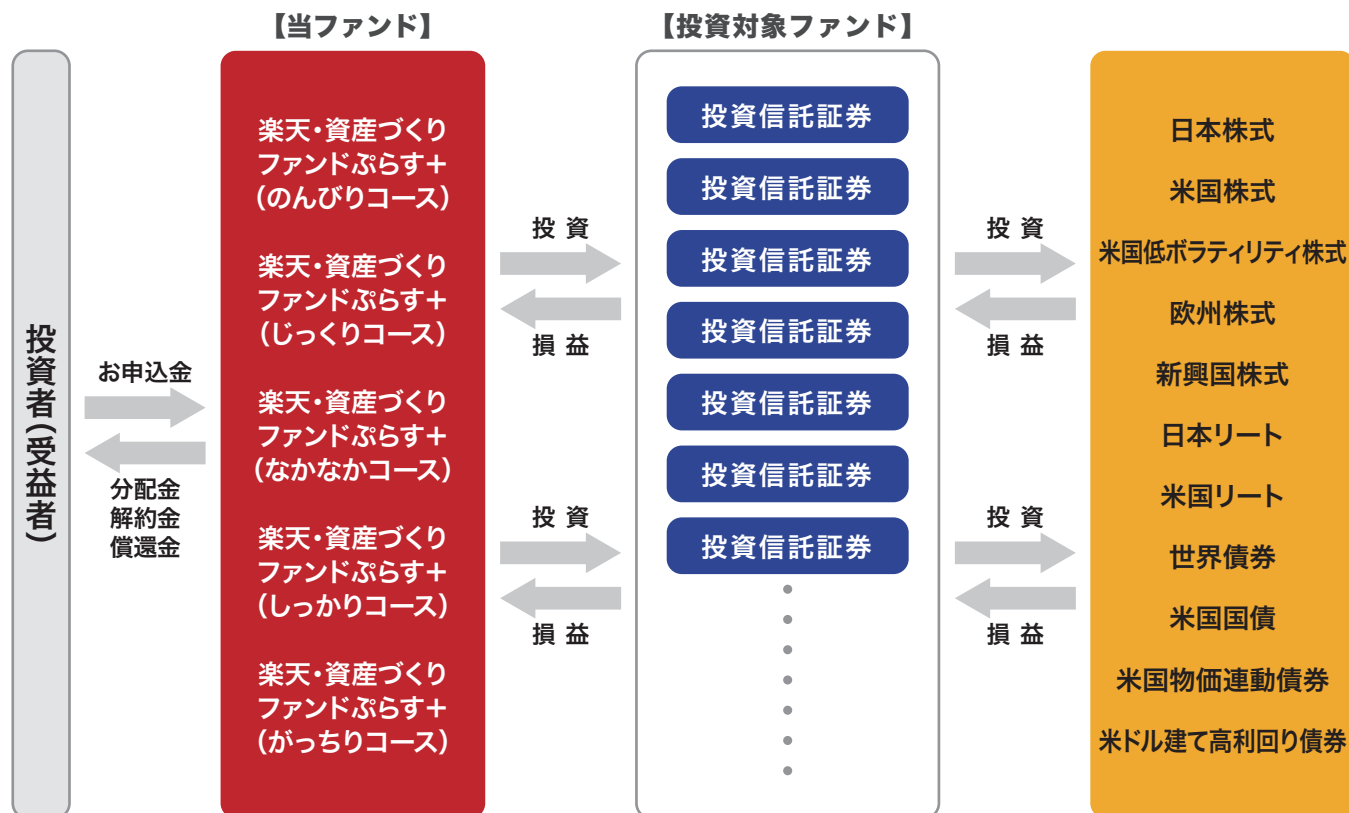 【当ファンド】
【投資対象ファンド】
投資者(受益者)
お申込金
分配金
解約金
償還金
楽天・資産づくり
ファンドぷらす＋
（のんびりコース）
楽天・資産づくり
ファンドぷらす＋
（じっくりコース）
楽天・資産づくり
ファンドぷらす＋
（なかなかコース）
楽天・資産づくり
ファンドぷらす＋
（しっかりコース）
楽天・資産づくり
ファンドぷらす＋
（がっちりコース）
投資
損益
投資
損益
投資信託証券
投資信託証券
投資信託証券
投資信託証券
投資信託証券
投資信託証券
投資信託証券
投資
損益
投資
損益
日本株式
米国株式
米国低ボラティリティ株式
欧州株式
新興国株式
日本リート
米国リート
世界債券
米国国債
米国物価連動債券
米ドル建て高利回り債券